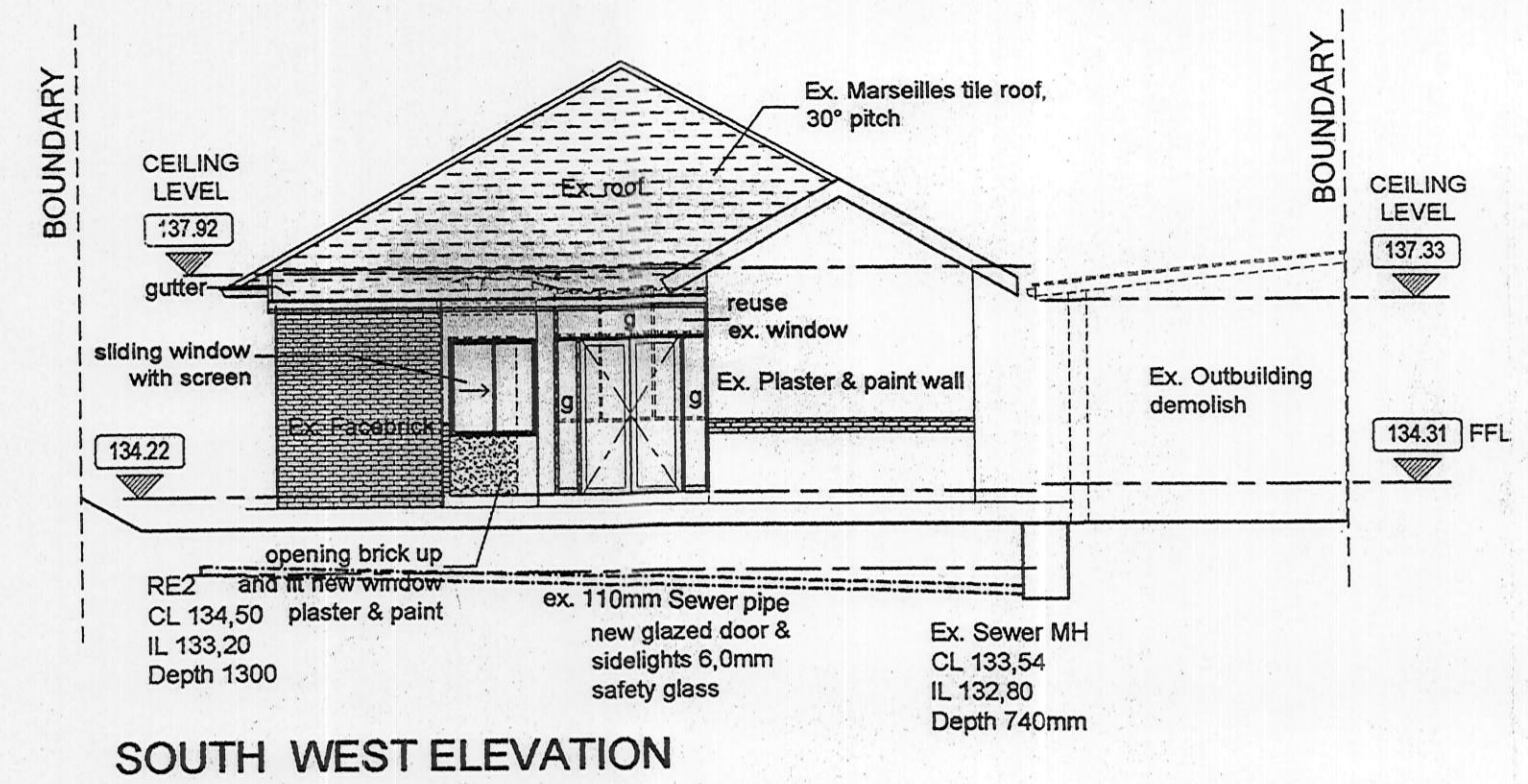 BOUNDARY
CEILING
LEVEL
137.92
gutter
sliding window
with screen
134.22
Ex. Marseilles tile roof,
30° pitch
Ex. roof
reuse
ex. window
g
g
g
Ex. Plaster & paint wall
Ex. Facebrick
BOUNDARY
CEILING
LEVEL
137.33
Ex. Outbuilding
demolish
134.31 FFL
opening brick up
and fit new window
plaster & paint
RE2
CL 134,50
IL 133,20
Depth 1300
ex. 110mm Sewer pipe
new glazed door &
sidelights 6,0mm
safety glass
Ex. Sewer MH
CL 133,54
IL 132,80
Depth 740mm
SOUTH WEST ELEVATION